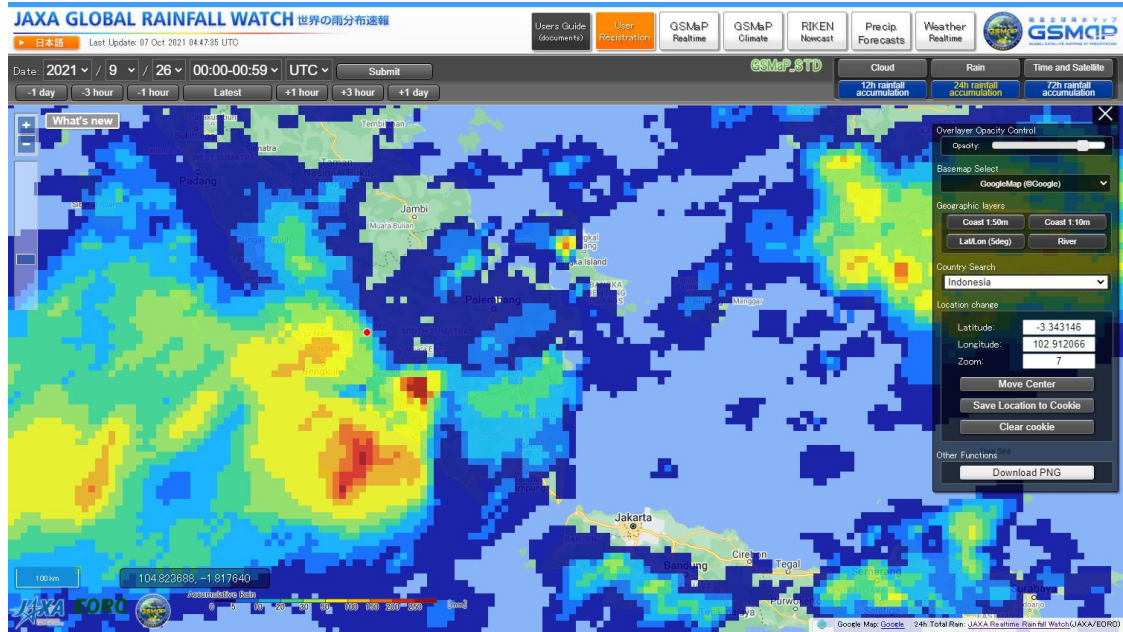 JAXA GLOBAL RAINFALL WATCH 世界の雨分布速報
日本語 Last Update: 07 Oct 2021 04:47:35 UTC
Users Guide (documents)
User Registration
GSMaP Realtime
GSMaP Climate
RIKEN Nowcast
Precip. Forecasts
Weather Realtime
GSMaP
Date: 2021 / 9 / 26 00:00-00:59 UTC Submit
GSMaP_STD
Cloud Rain Time and Satellite
-1 day -3 hour -1 hour Latest +1 hour +3 hour +1 day
12h rainfall accumulation
24h rainfall accumulation
72h rainfall accumulation
What's new
Overlayer Opacity Control
Opacity:
Basemap Select
GoogleMap (©Google)
Geographic layers
Coast 1:50m Coast 1:10m
Lat/Lon (5deg) River
Country Search
Indonesia
Location change
Latitude: -3.343146
Longitude: 102.912066
Zoom: 7
Move Center
Save Location to Cookie
Clear cookie
Other Functions
Download PNG
Padang
Jambi
Muara Bulian
Palembang
SOUTH SUMATRA
Bengkulu
Manggar
Jakarta
Bandung
Cirebon
Tegal
Semarang
100 km
104.823688, -1.817640
Accumulative Rain
0 5 10 20 30 50 100 150 200 250 [mm]
JAXA EORC
Google Map: Google 24h Total Rain: JAXA Realtime Rainfall Watch(JAXA/EORC)